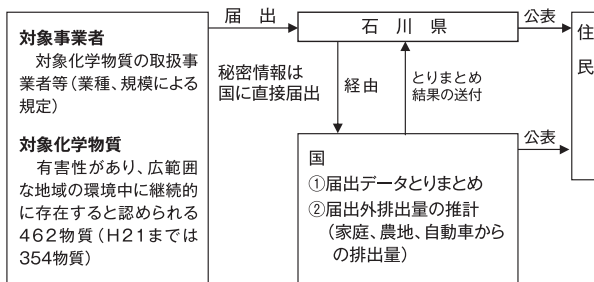 対象事業者
対象化学物質の取扱事
業者等(業種、規模による
規定)
対象化学物質
有害性があり、広範囲
な地域の環境中に継続的
に存在すると認められる
462物質(H21までは
354物質)
届出
秘密情報は
国に直接届出
石川県
経由
とりまとめ
結果の送付
国
①届出データとりまとめ
②届出外排出量の推計
(家庭、農地、自動車から
の排出量)
公表
公表
住
民